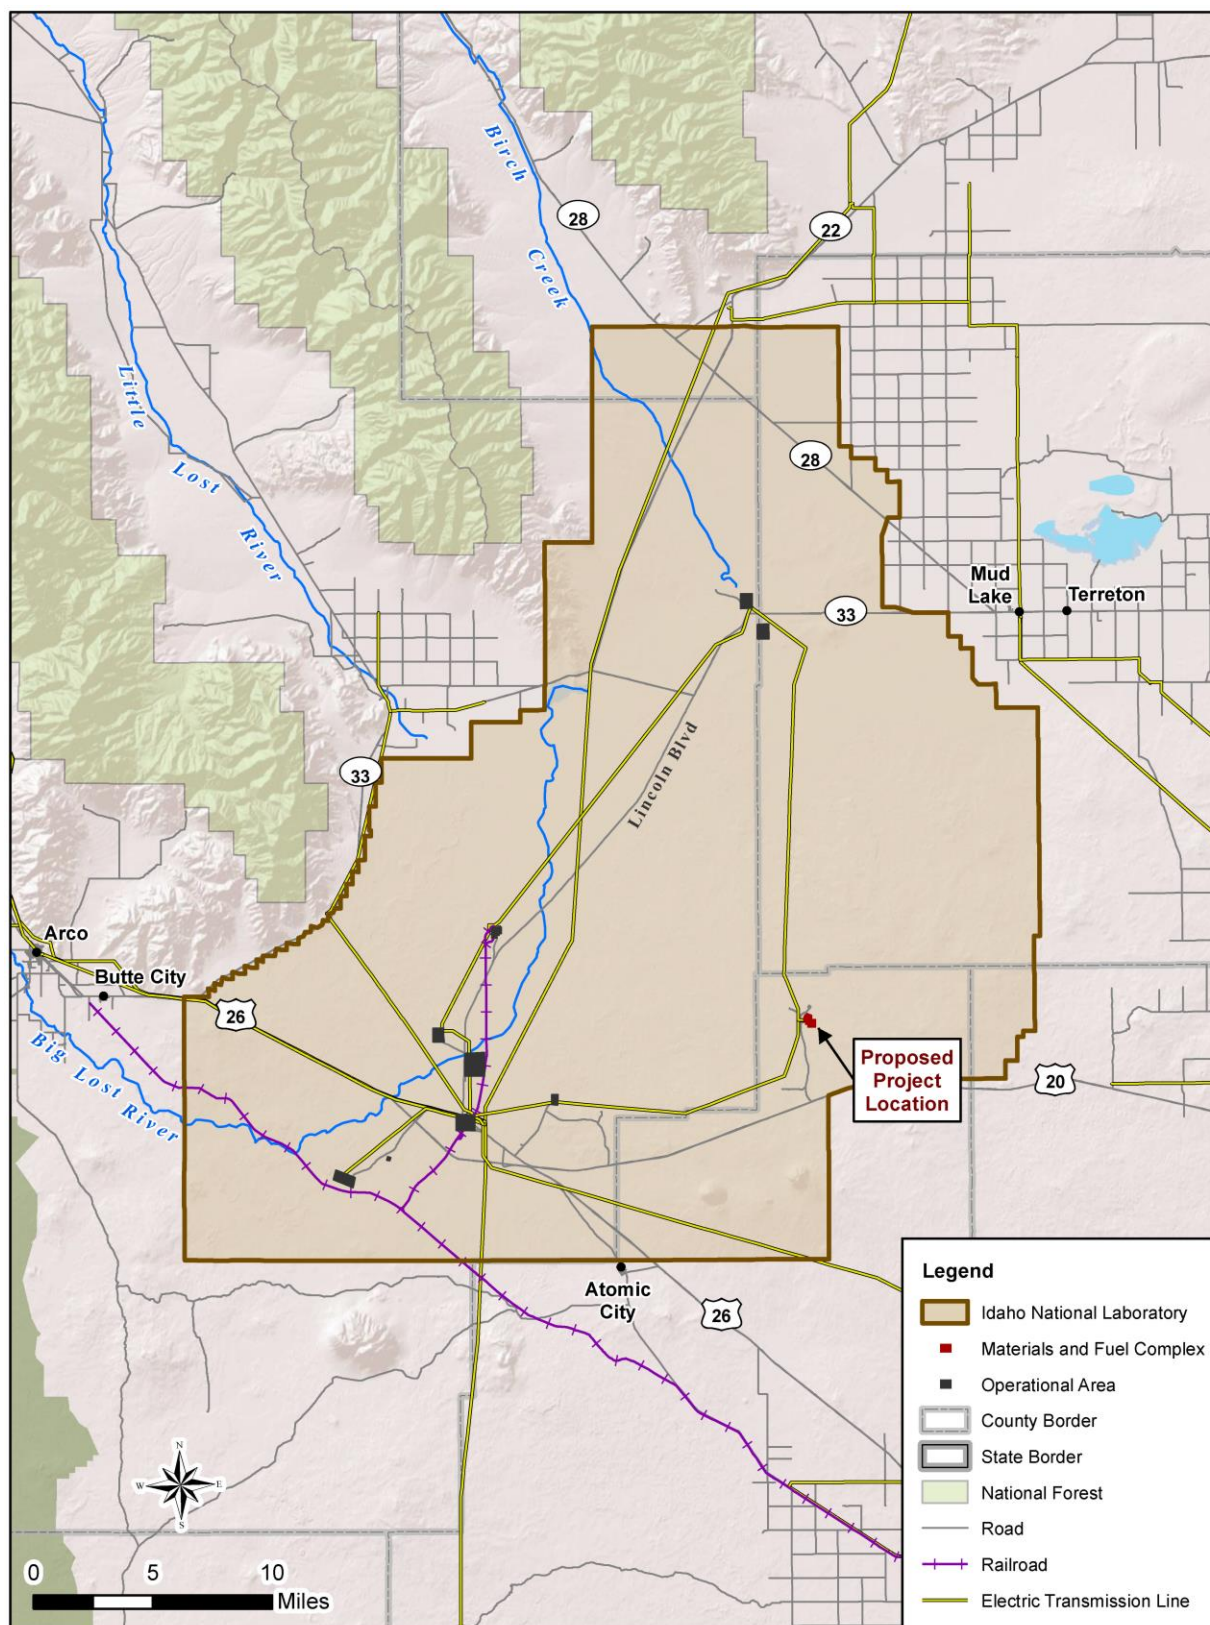 Birch
Creek
28
22
Little
Lost
River
28
Mud
Lake
Terreton
33
33
Lincoln Blvd
Arco
Butte City
26
Big Lost River
Proposed
Project
Location
20
Atomic
City
26
N
W
E
S
0
5
10
Miles
Legend
Idaho National Laboratory
Materials and Fuel Complex
Operational Area
County Border
State Border
National Forest
Road
Railroad
Electric Transmission Line